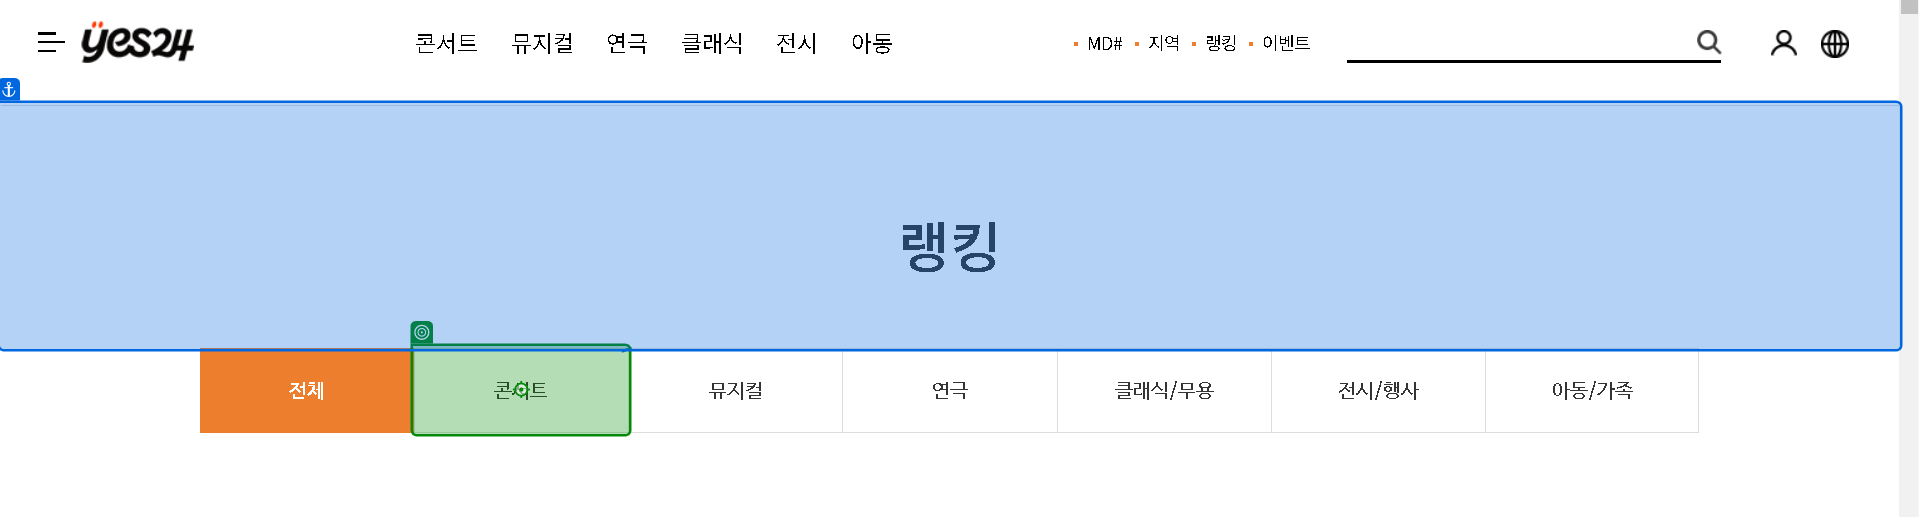 yes24
콘서트 뮤지컬 연극 클래식 전시 아동 MD# 지역 랭킹 이벤트
랭킹
전체 콘서트 뮤지컬 연극 클래식/무용 전시/행사 아동/가족